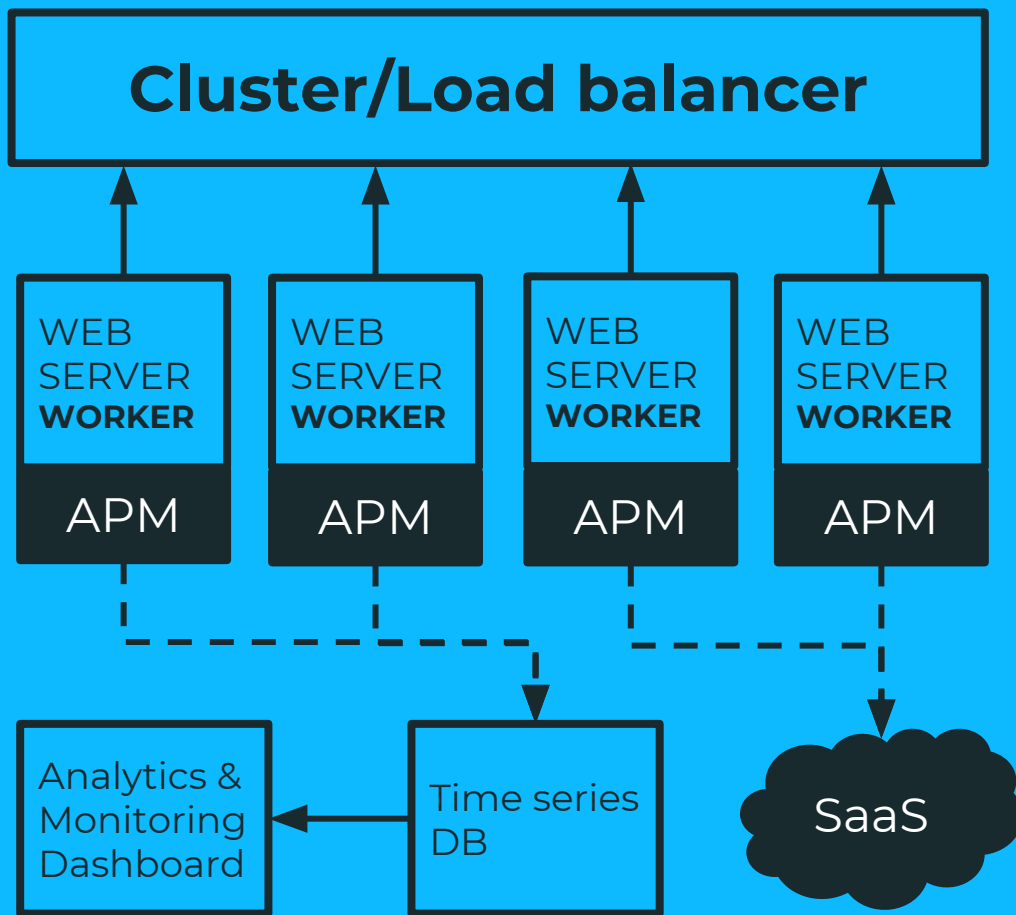 Cluster/Load balancer
WEB
SERVER
WORKER
APM
WEB
SERVER
WORKER
APM
WEB
SERVER
WORKER
APM
WEB
SERVER
WORKER
APM
Analytics &
Monitoring
Dashboard
Time series
DB
SaaS